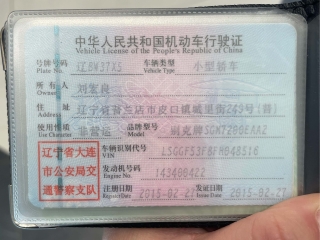 中华人民共和国机动车行驶证
Vehicle License of the People's Republic of China
号牌号码 辽BW37X5 车辆类型 小型轿车
Plate No. Vehicle Type
所有人 刘宏良
Owner
住址 辽宁省普兰店市皮口镇城里街249号
Address
使用性质 非营运 品牌型号 别克牌SGM7200EAA2
Use Character Model
辽宁省大连
市公安局交
通警察支队
车辆识别代号
VIN
发动机号码 143400422
Engine No.
注册日期 2015-02-27 发证日期 2015-02-27
Register Date Issue Date